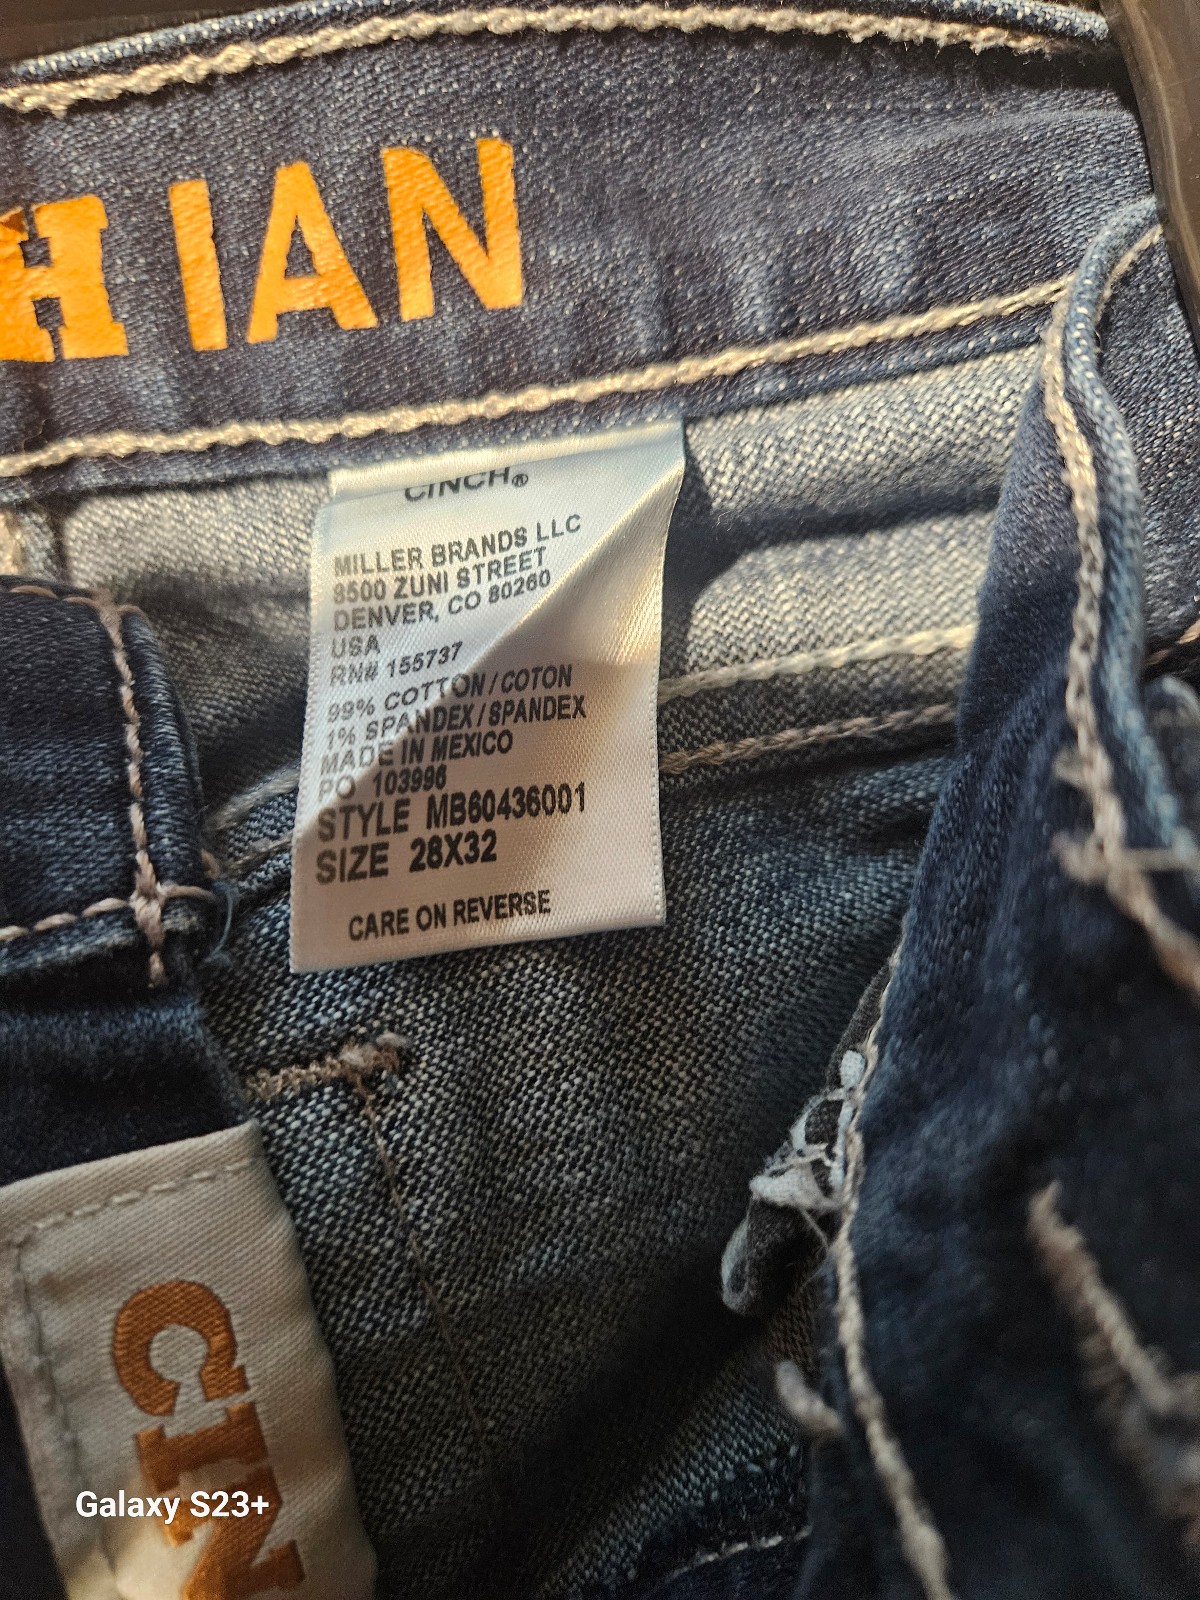 H IAN
CINCH®
MILLER BRANDS LLC
8500 ZUNI STREET
DENVER, CO 80260
USA
RN# 155737
99% COTTON / COTON
1% SPANDEX / SPANDEX
MADE IN MEXICO
PO 103996
STYLE MB60436001
SIZE 28X32
CARE ON REVERSE
CIN
Galaxy S23+